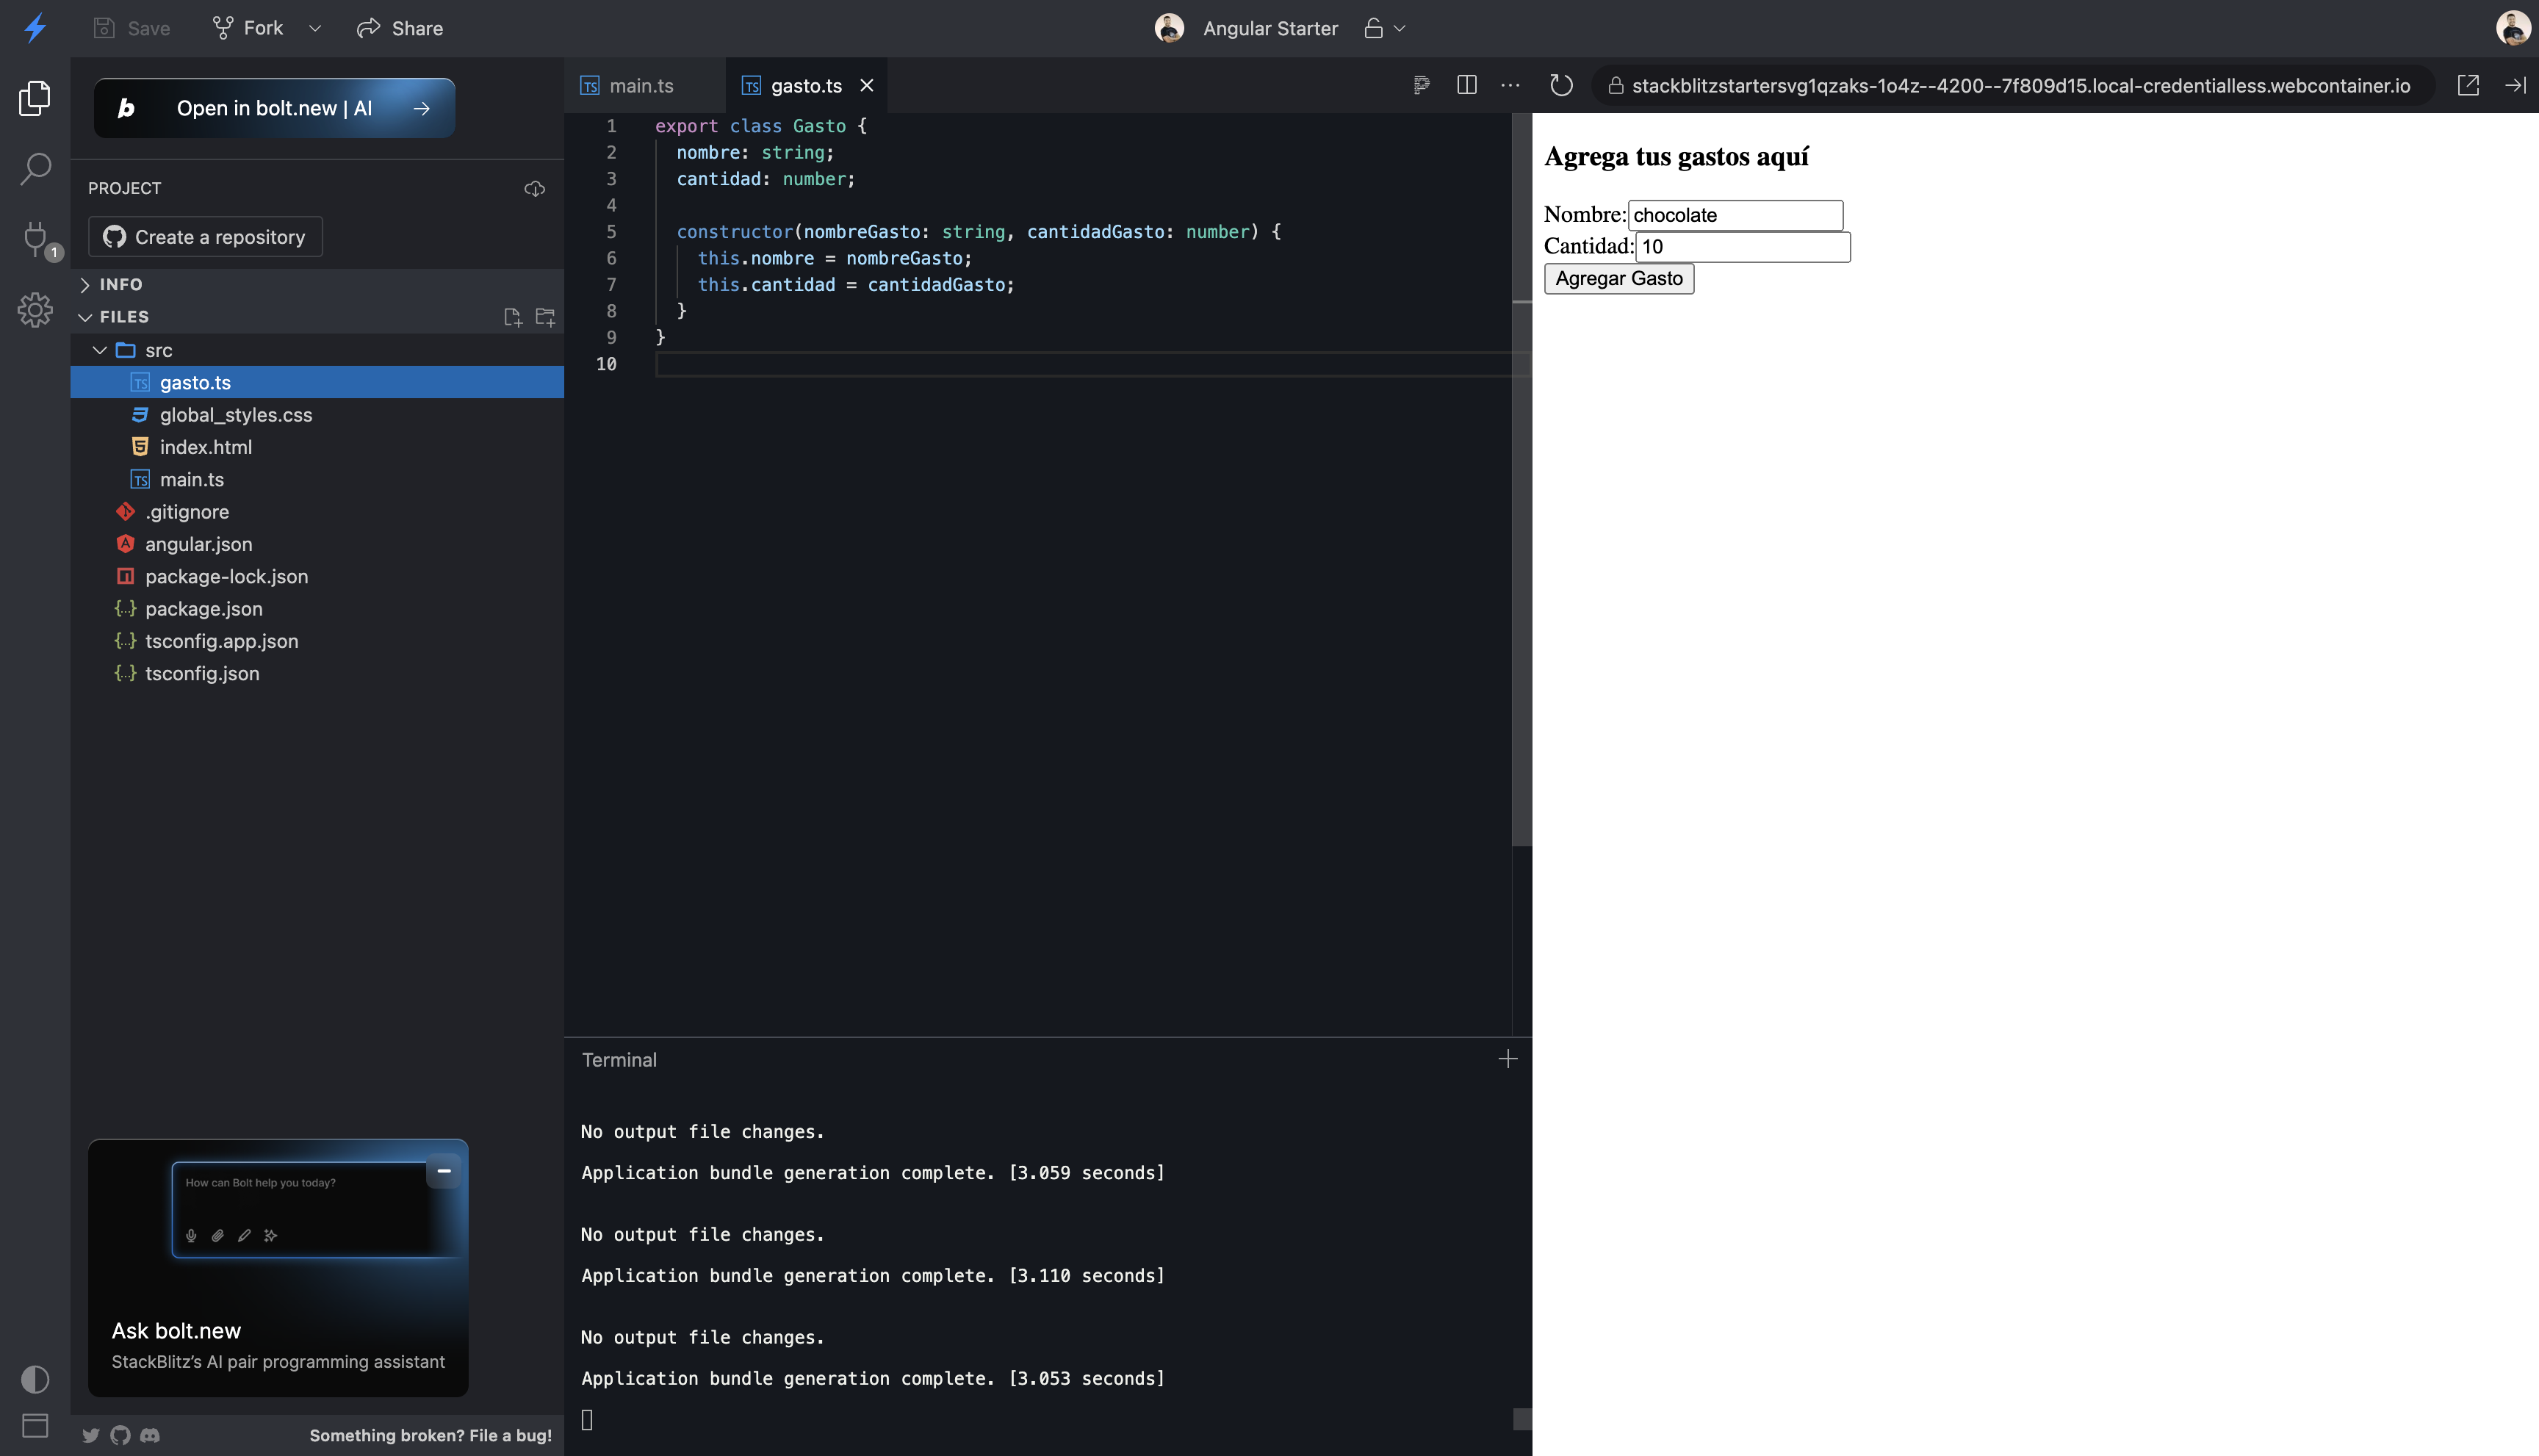 Save
Fork
Share
Angular Starter
Open in bolt.new | AI
PROJECT
Create a repository
1
INFO
FILES
src
gasto.ts
global_styles.css
index.html
main.ts
.gitignore
angular.json
package-lock.json
package.json
tsconfig.app.json
tsconfig.json
How can Bolt help you today?
Ask bolt.new
StackBlitz's AI pair programming assistant
Something broken? File a bug!
main.ts
gasto.ts
1 export class Gasto {
2 nombre: string;
3 cantidad: number;
4
5 constructor(nombreGasto: string, cantidadGasto: number) {
6 this.nombre = nombreGasto;
7 this.cantidad = cantidadGasto;
8 }
9 }
10
Terminal
No output file changes.
Application bundle generation complete. [3.059 seconds]
No output file changes.
Application bundle generation complete. [3.110 seconds]
No output file changes.
Application bundle generation complete. [3.053 seconds]
stackblitzstartersvg1qzaks-1o4z--4200--7f809d15.local-credentialless.webcontainer.io
Agrega tus gastos aquí
Nombre: chocolate
Cantidad: 10
Agregar Gasto